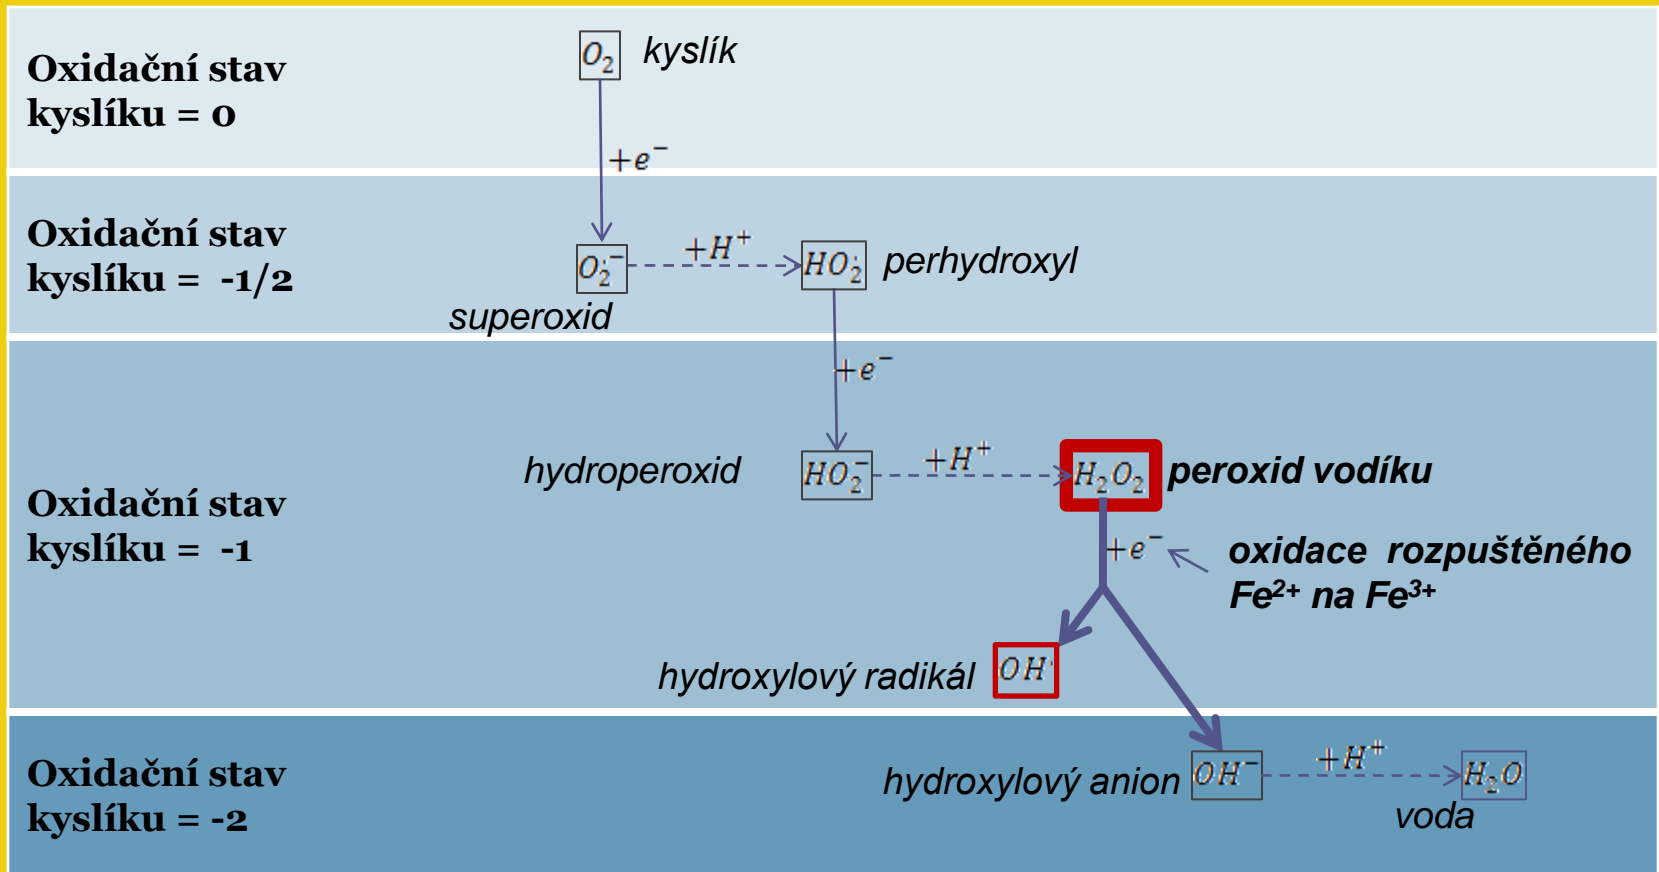 Oxidační stav
kyslíku = 0
O₂ kyslík
+e⁻
Oxidační stav
kyslíku = -1/2
O₂·⁻ +H⁺ HO₂· perhydroxyl
superoxid
+e⁻
Oxidační stav
kyslíku = -1
hydroperoxid HO₂⁻ +H⁺ H₂O₂ peroxid vodíku
+e⁻ oxidace rozpuštěného
Fe²⁺ na Fe³⁺
hydroxylový radikál OH·
Oxidační stav
kyslíku = -2
hydroxylový anion OH⁻ +H⁺ H₂O
voda